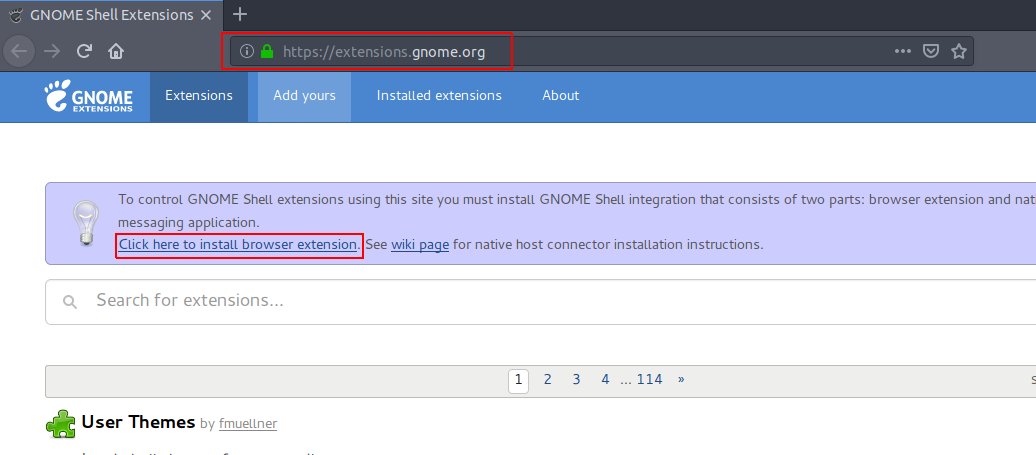 GNOME Shell Extensions
https://extensions.gnome.org
GNOME
EXTENSIONS
Extensions
Add yours
Installed extensions
About
To control GNOME Shell extensions using this site you must install GNOME Shell integration that consists of two parts: browser extension and nati
messaging application.
Click here to install browser extension. See wiki page for native host connector installation instructions.
Search for extensions...
1 2 3 4 ... 114 »
User Themes by fmuellner